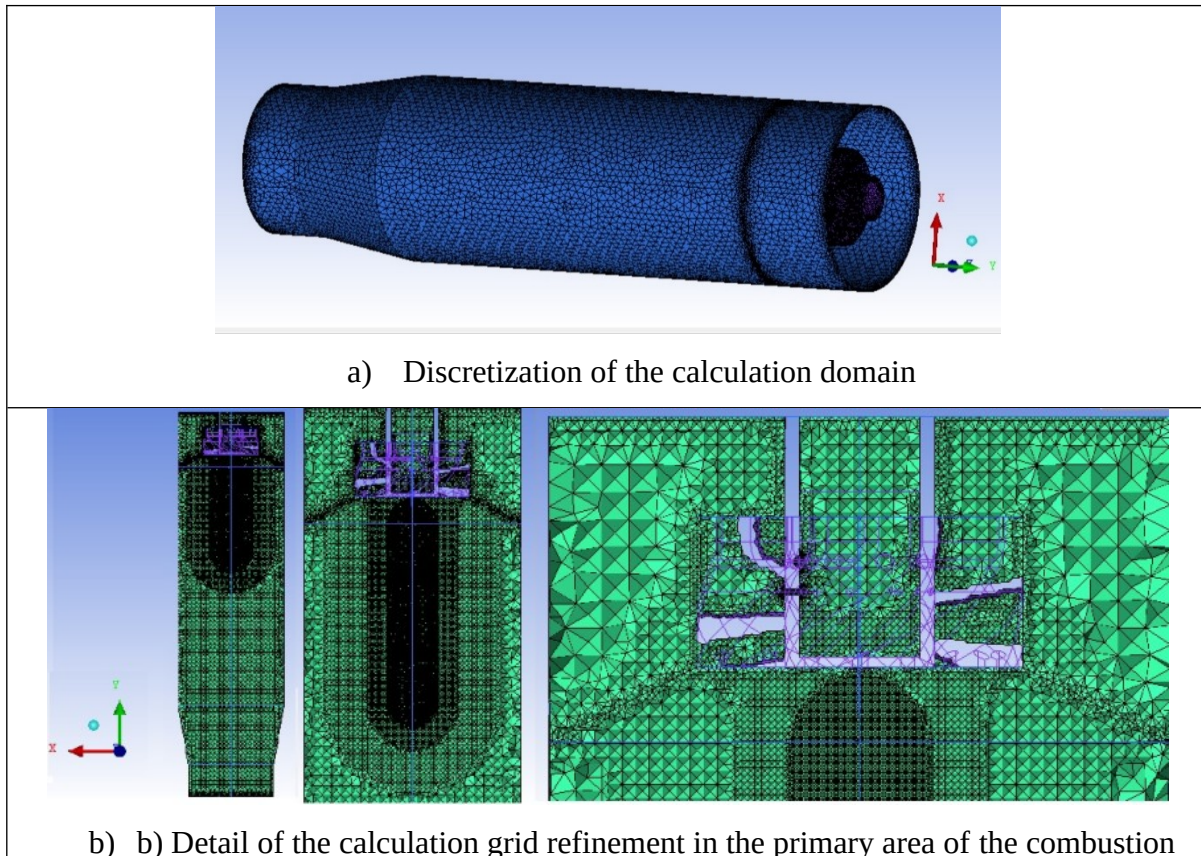 X
Y
a) Discretization of the calculation domain
Y
X
b) b) Detail of the calculation grid refinement in the primary area of the combustion